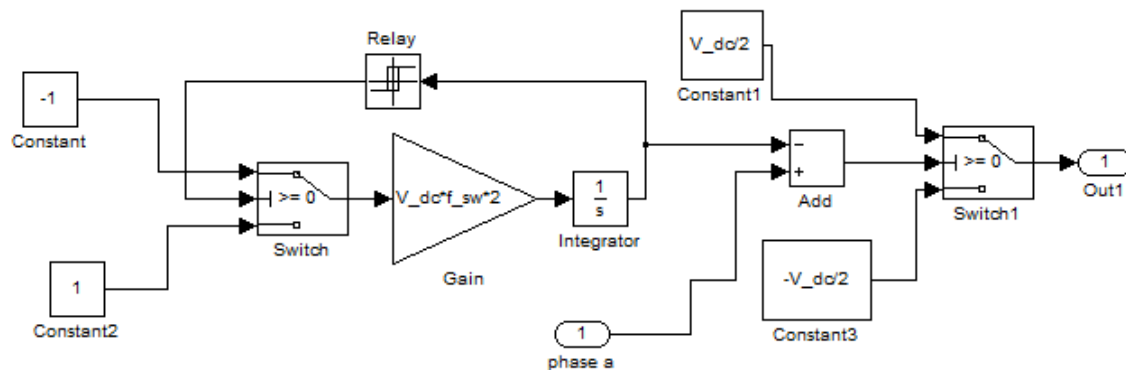 Relay
V_dc/2
Constant1
-1
Constant
>= 0
Switch
V_dc*f_sw*2
Gain
1
s
Integrator
−
+
Add
>= 0
Switch1
1
Out1
1
Constant2
-V_dc/2
Constant3
1
phase a